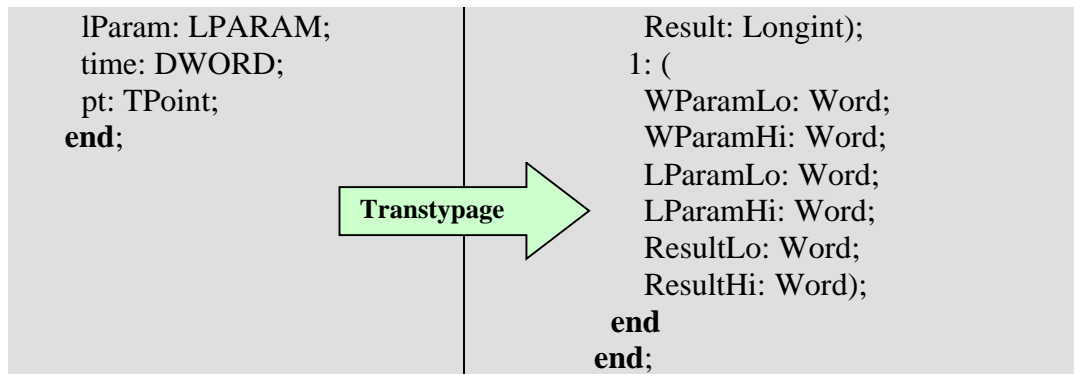 lParam: LPARAM;
time: DWORD;
pt: TPoint;
end;
Transtypage
Result: Longint);
1: (
WParamLo: Word;
WParamHi: Word;
LParamLo: Word;
LParamHi: Word;
ResultLo: Word;
ResultHi: Word);
end
end;